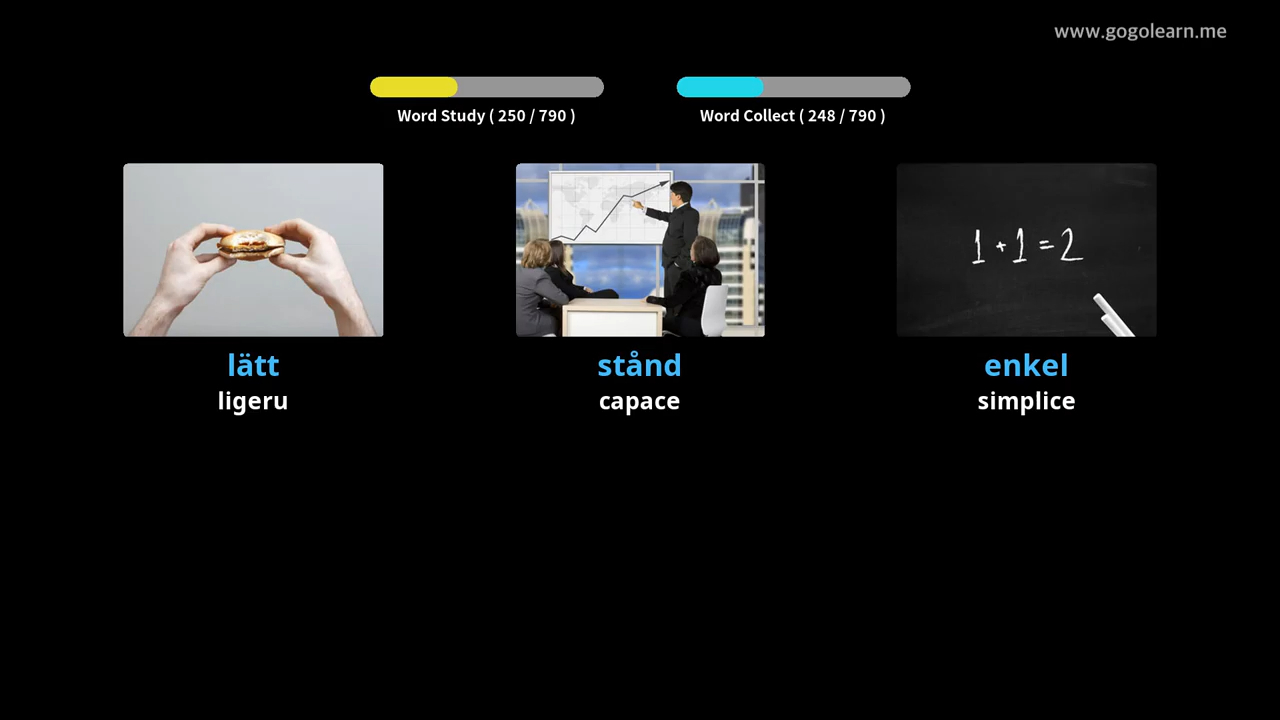 www.gogolearn.me
Word Study ( 250 / 790 )
Word Collect ( 248 / 790 )
1 + 1 = 2
lätt
ligeru
stånd
capace
enkel
simplice